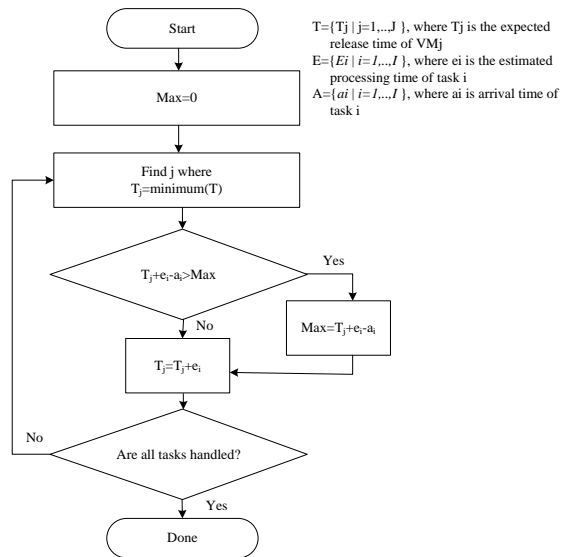 Start
T={Tj | j=1,..,J }, where Tj is the expected
release time of VMj
E={Ei | i=1,..,I }, where ei is the estimated
processing time of task i
A={ai | i=1,..,I }, where ai is arrival time of
task i
Max=0
Find j where
Tj=minimum(T)
Tj+ei-ai>Max
Yes
No
Max=Tj+ei-ai
Tj=Tj+ei
No
Are all tasks handled?
Yes
Done